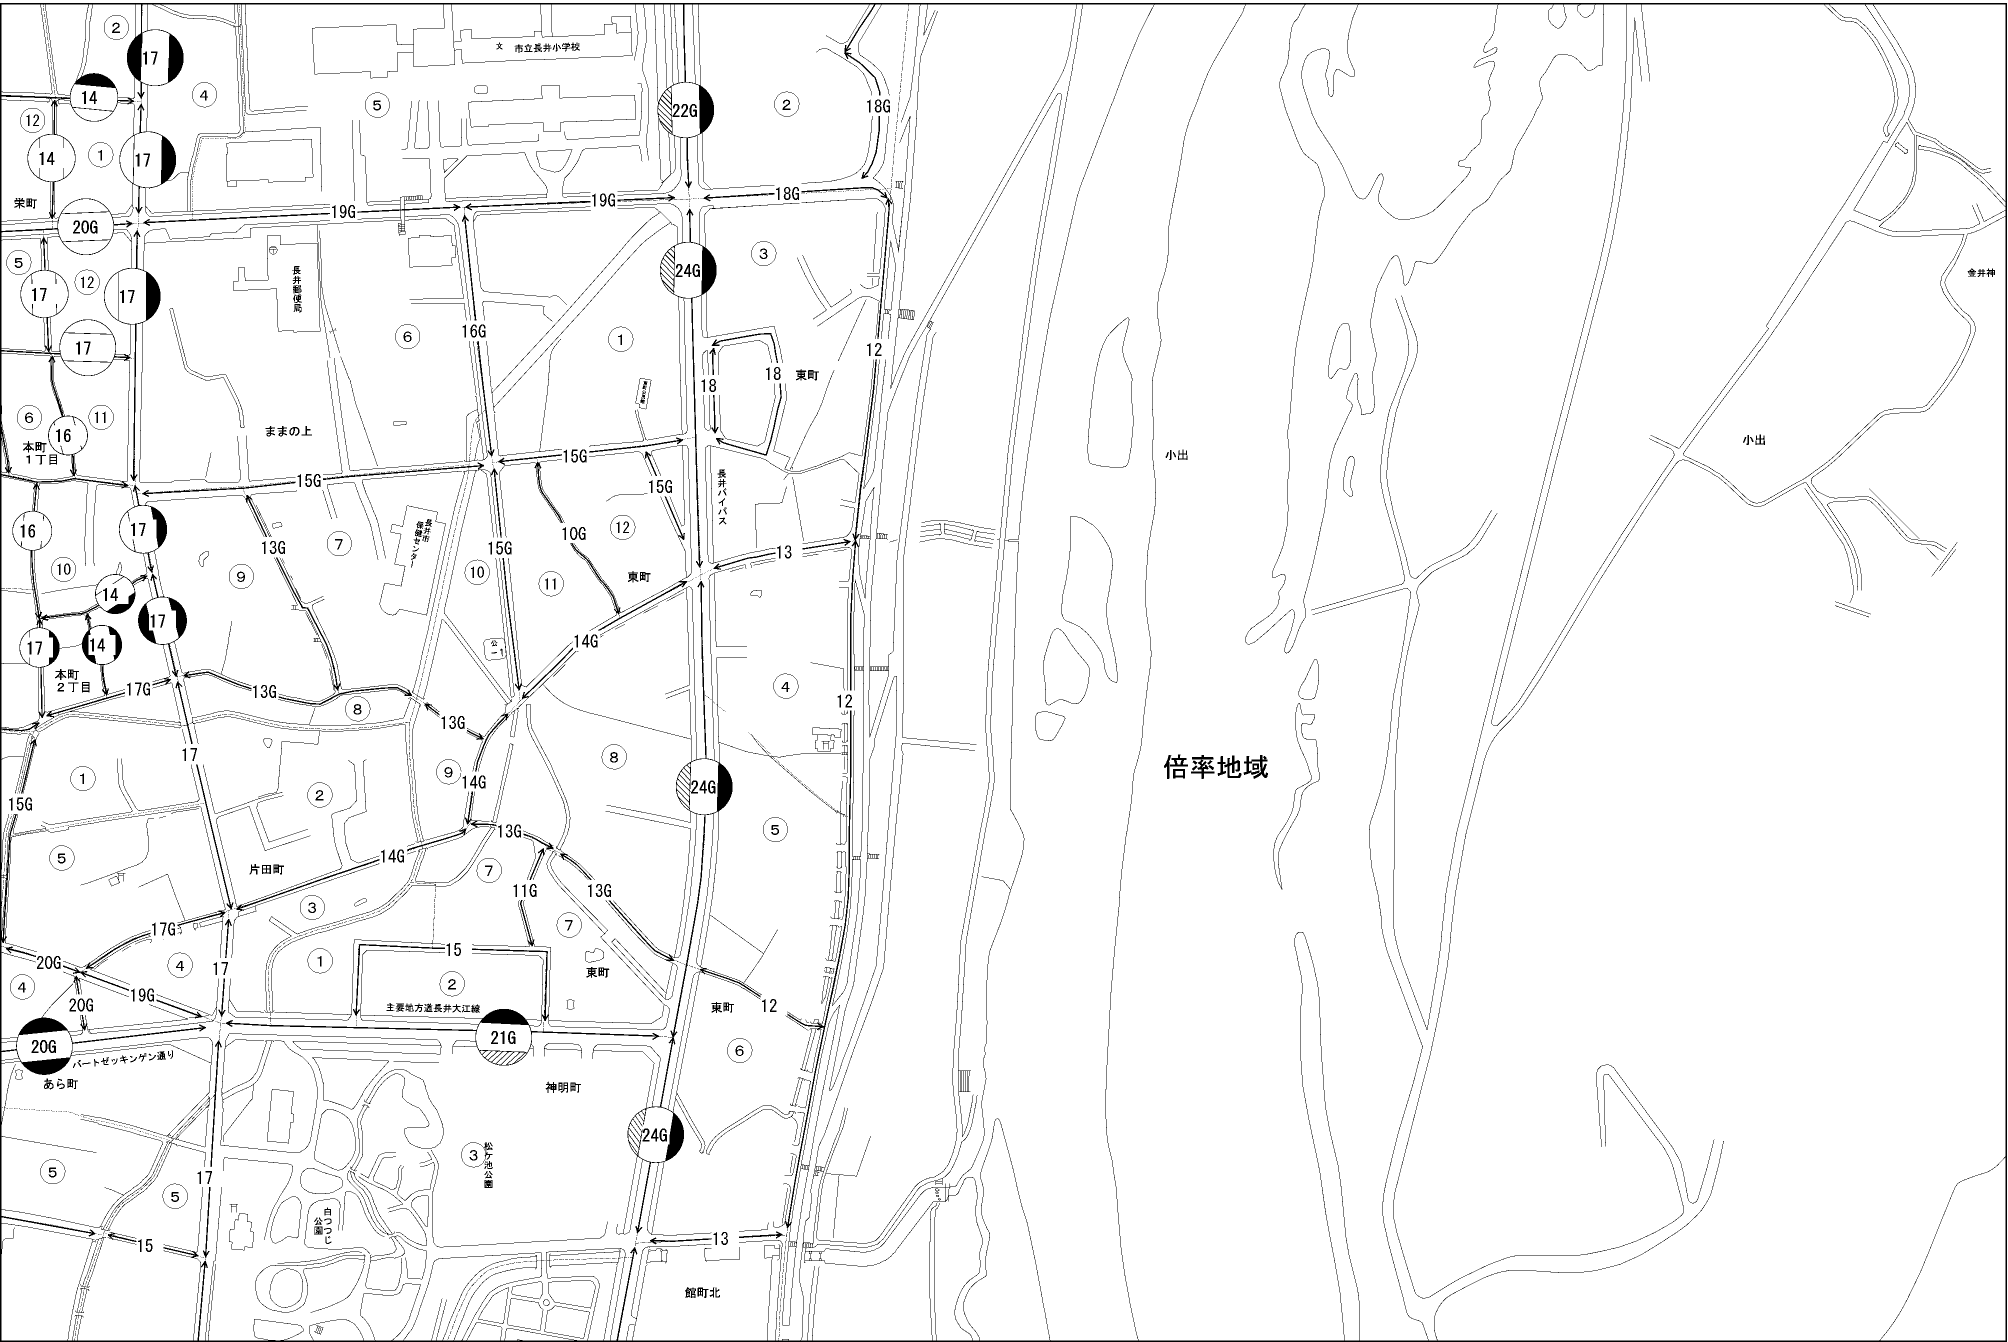 ②
17
④
文 市立長井小学校
⑤
22G
②
18G
14
⑫
14
①
17
栄町
20G
19G
19G
18G
⑤
⑫
17
17
長井郵便局
24G
③
金井神
⑥
16G
①
12
17
18
18
東町
⑥
⑪
16
本町
1丁目
ままの上
15G
15G
15G
小出
小出
長井バイパス
16
17
⑦
長井市
保健センター
13G
15G
10G
⑫
13
⑩
⑨
⑩
⑪
東町
14
17
17
14
公
-1
14G
本町
2丁目
17G
13G
⑧
13G
④
12
17
⑧
倍率地域
①
②
⑨
14G
24G
15G
⑤
⑤
13G
14G
片田町
⑦
11G
13G
③
17G
⑦
15
20G
④
17
①
②
東町
④
19G
20G
主要地方道長井大江線
東町
12
20G
21G
⑥
バートゼッキンゲン通り
あら町
神明町
24G
③
松ケ池公園
⑤
17
⑤
白つつじ
公園
15
13
館町北